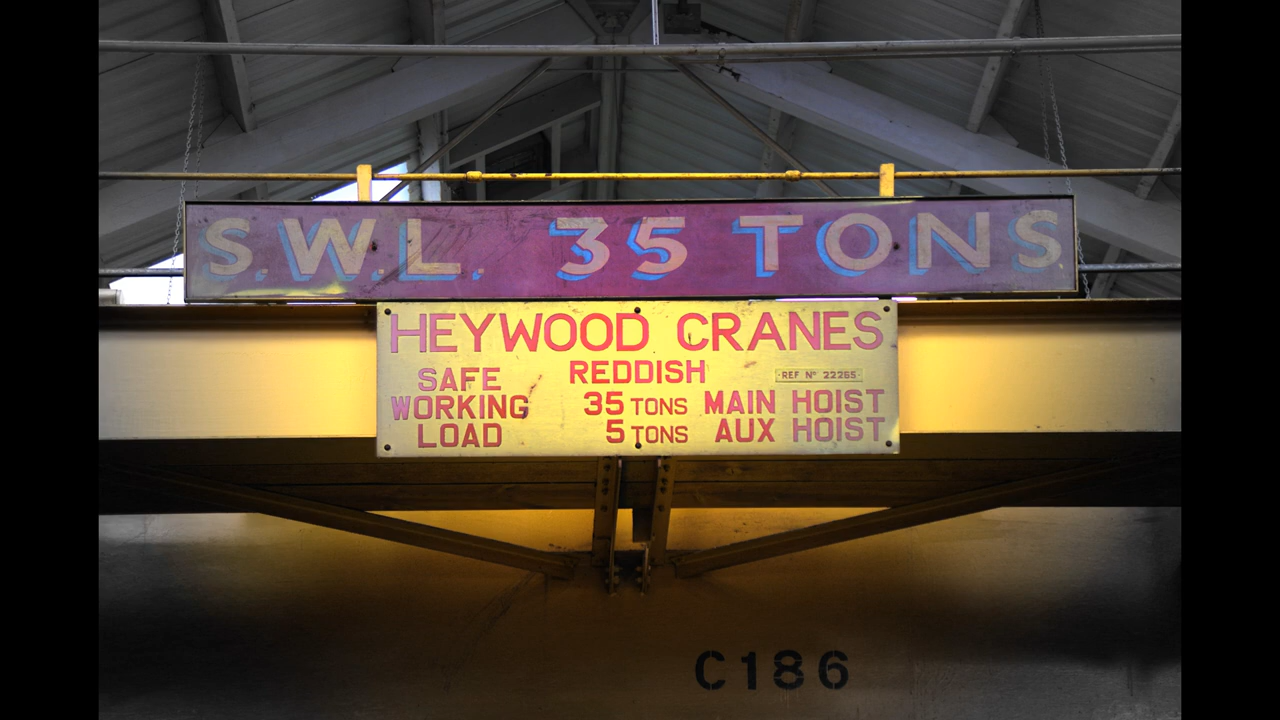 S.W.L. 35 TONS
HEYWOOD CRANES
REDDISH
REF Nº 22265
SAFE WORKING LOAD
35 TONS MAIN HOIST
5 TONS AUX HOIST
C186